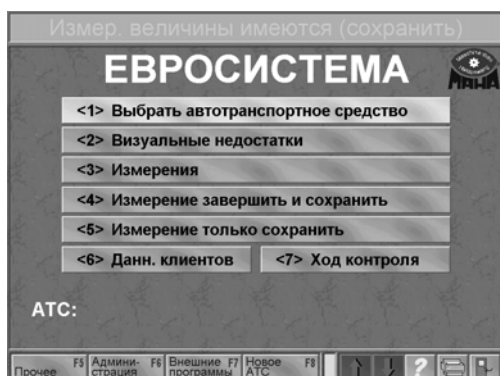 Измер. величины имеются (сохранить)
ЕВРОСИСТЕМА
МАНА
<1> Выбрать автотранспортное средство
<2> Визуальные недостатки
<3> Измерения
<4> Измерение завершить и сохранить
<5> Измерение только сохранить
<6> Данн. клиентов <7> Ход контроля
АТС:
Прочее F5 Админи- F6 Внешние F7 Новое F8 ?
страция программы АТС